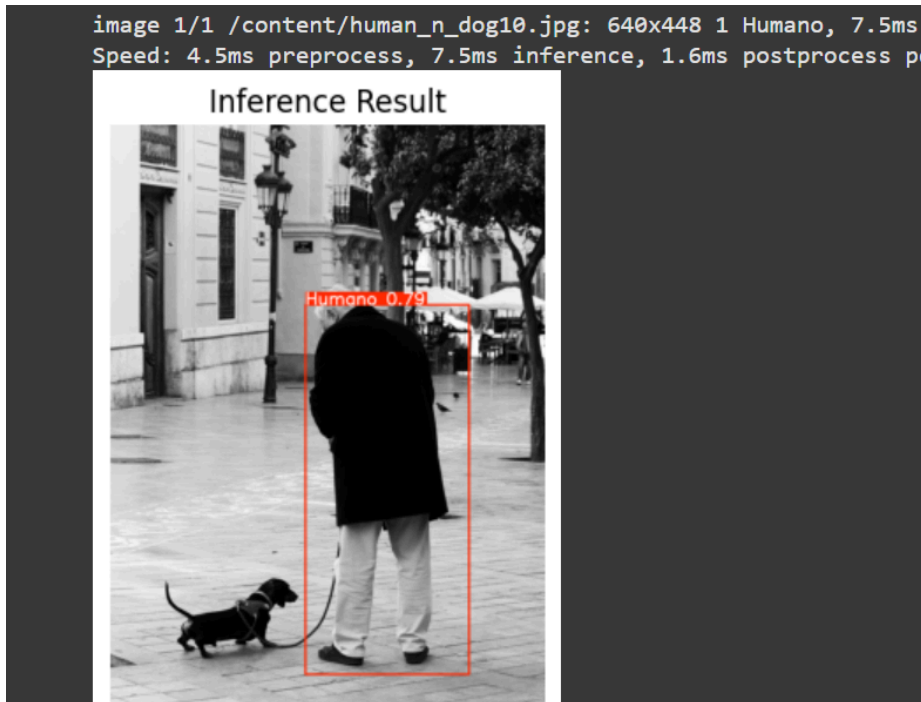 image 1/1 /content/human_n_dog10.jpg: 640x448 1 Humano, 7.5ms
Speed: 4.5ms preprocess, 7.5ms inference, 1.6ms postprocess
Inference Result
Humano 0.79